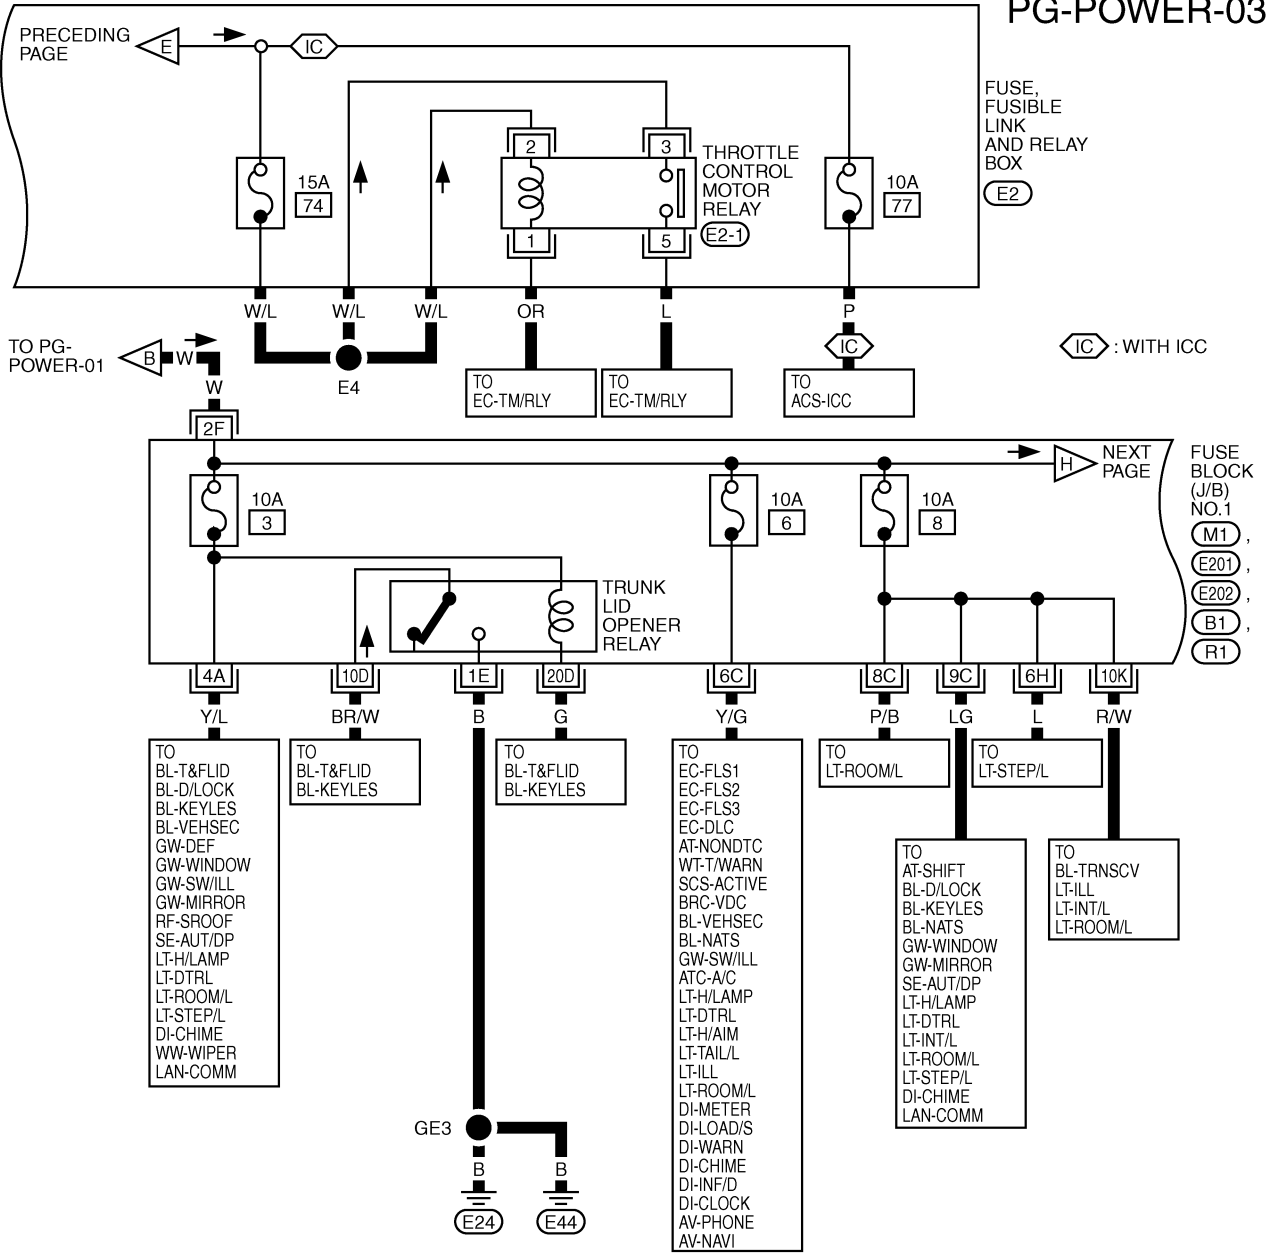 PG-POWER-03
PRECEDING
PAGE
E
IC
FUSE,
FUSIBLE
LINK
AND RELAY
BOX
E2
15A
74
2
3
1
5
THROTTLE
CONTROL
MOTOR
RELAY
E2-1
10A
77
W/L
W/L
W/L
OR
L
P
TO PG-
POWER-01
B
W
W
E4
IC
IC
: WITH ICC
TO
EC-TM/RLY
TO
EC-TM/RLY
TO
ACS-ICC
2F
H
NEXT
PAGE
FUSE
BLOCK
(J/B)
NO.1
M1 ,
E201 ,
E202 ,
B1 ,
R1
10A
3
10A
6
10A
8
TRUNK
LID
OPENER
RELAY
4A
10D
1E
20D
6C
8C
9C
6H
10K
Y/L
BR/W
B
G
Y/G
P/B
LG
L
R/W
TO
BL-T&FLID
BL-D/LOCK
BL-KEYLES
BL-VEHSEC
GW-DEF
GW-WINDOW
GW-SW/ILL
GW-MIRROR
RF-SROOF
SE-AUT/DP
LT-H/LAMP
LT-DTRL
LT-ROOM/L
LT-STEP/L
DI-CHIME
WW-WIPER
LAN-COMM
TO
BL-T&FLID
BL-KEYLES
TO
BL-T&FLID
BL-KEYLES
TO
EC-FLS1
EC-FLS2
EC-FLS3
EC-DLC
AT-NONDTC
WT-T/WARN
SCS-ACTIVE
BRC-VDC
BL-VEHSEC
BL-NATS
GW-SW/ILL
ATC-A/C
LT-H/LAMP
LT-DTRL
LT-H/AIM
LT-TAIL/L
LT-ILL
LT-ROOM/L
DI-METER
DI-LOAD/S
DI-WARN
DI-CHIME
DI-INF/D
DI-CLOCK
AV-PHONE
AV-NAVI
TO
LT-ROOM/L
TO
LT-STEP/L
TO
AT-SHIFT
BL-D/LOCK
BL-KEYLES
BL-NATS
GW-WINDOW
GW-MIRROR
SE-AUT/DP
LT-H/LAMP
LT-DTRL
LT-INT/L
LT-ROOM/L
LT-STEP/L
DI-CHIME
LAN-COMM
TO
BL-TRNSCV
LT-ILL
LT-INT/L
LT-ROOM/L
GE3
B
B
E24
E44